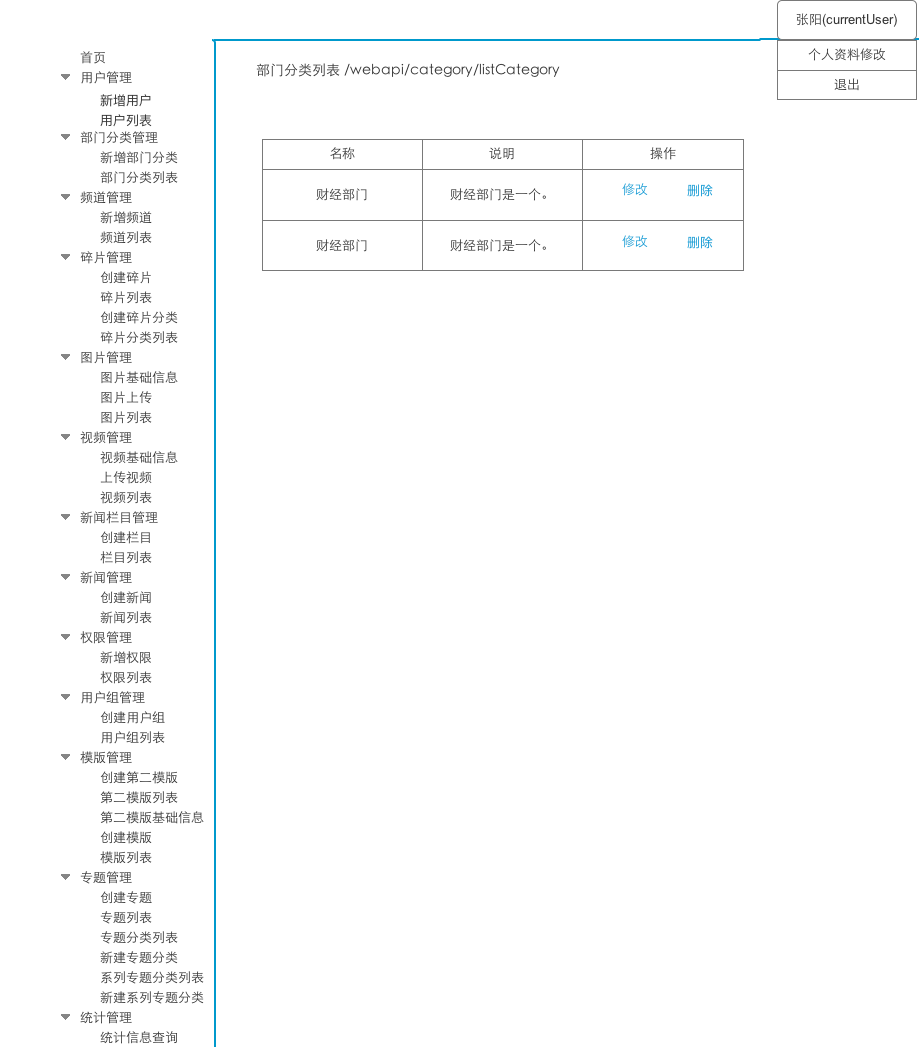 张阳(currentUser)
个人资料修改
退出
首页
用户管理
新增用户
用户列表
部门分类管理
新增部门分类
部门分类列表
频道管理
新增频道
频道列表
碎片管理
创建碎片
碎片列表
创建碎片分类
碎片分类列表
图片管理
图片基础信息
图片上传
图片列表
视频管理
视频基础信息
上传视频
视频列表
新闻栏目管理
创建栏目
栏目列表
新闻管理
创建新闻
新闻列表
权限管理
新增权限
权限列表
用户组管理
创建用户组
用户组列表
模版管理
创建第二模版
第二模版列表
第二模版基础信息
创建模版
模版列表
专题管理
创建专题
专题列表
专题分类列表
新建专题分类
系列专题分类列表
新建系列专题分类
统计管理
统计信息查询
部门分类列表 /webapi/category/listCategory
名称 说明 操作
财经部门 财经部门是一个。 修改 删除
财经部门 财经部门是一个。 修改 删除